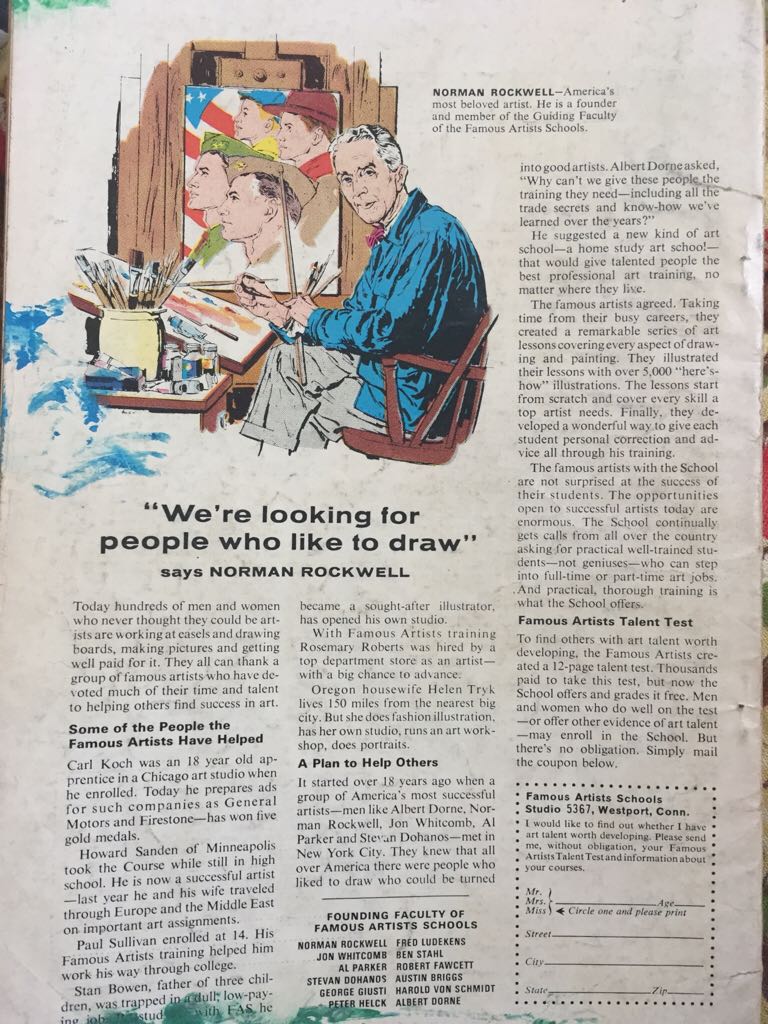 NORMAN ROCKWELL—America's
most beloved artist. He is a founder
and member of the Guiding Faculty
of the Famous Artists Schools.
"We're looking for
people who like to draw"
says NORMAN ROCKWELL
Today hundreds of men and women
who never thought they could be art-
ists are working at easels and drawing
boards, making pictures and getting
well paid for it. They all can thank a
group of famous artists who have de-
voted much of their time and talent
to helping others find success in art.
Some of the People the
Famous Artists Have Helped
Carl Koch was an 18 year old ap-
prentice in a Chicago art studio when
he enrolled. Today he prepares ads
for such companies as General
Motors and Firestone—has won five
gold medals.
Howard Sanden of Minneapolis
took the Course while still in high
school. He is now a successful artist
—last year he and his wife traveled
through Europe and the Middle East
on important art assignments.
Paul Sullivan enrolled at 14. His
Famous Artists training helped him
work his way through college.
Stan Bowen, father of three chil-
dren, was trapped in a dull, low-pay-
ing job. with FAS, he
became a sought-after illustrator,
has opened his own studio.
With Famous Artists training
Rosemary Roberts was hired by a
top department store as an artist—
with a big chance to advance.
Oregon housewife Helen Tryk
lives 150 miles from the nearest big
city. But she does fashion illustration,
has her own studio, runs an art work-
shop, does portraits.
A Plan to Help Others
It started over 18 years ago when a
group of America's most successful
artists—men like Albert Dorne, Nor-
man Rockwell, Jon Whitcomb, Al
Parker and Stevan Dohanos—met in
New York City. They knew that all
over America there were people who
liked to draw who could be turned
FOUNDING FACULTY OF
FAMOUS ARTISTS SCHOOLS
NORMAN ROCKWELL FRED LUDEKENS
JON WHITCOMB BEN STAHL
AL PARKER ROBERT FAWCETT
STEVAN DOHANOS AUSTIN BRIGGS
GEORGE GIUSTI HAROLD VON SCHMIDT
PETER HELCK ALBERT DORNE
into good artists. Albert Dorne asked,
"Why can't we give these people the
training they need—including all the
trade secrets and know-how we've
learned over the years?"
He suggested a new kind of art
school—a home study art school—
that would give talented people the
best professional art training, no
matter where they live.
The famous artists agreed. Taking
time from their busy careers, they
created a remarkable series of art
lessons covering every aspect of draw-
ing and painting. They illustrated
their lessons with over 5,000 "here's-
how" illustrations. The lessons start
from scratch and cover every skill a
top artist needs. Finally, they de-
veloped a wonderful way to give each
student personal correction and ad-
vice all through his training.
The famous artists with the School
are not surprised at the success of
their students. The opportunities
open to successful artists today are
enormous. The School continually
gets calls from all over the country
asking for practical well-trained stu-
dents—not geniuses—who can step
into full-time or part-time art jobs.
And practical, thorough training is
what the School offers.
Famous Artists Talent Test
To find others with art talent worth
developing, the Famous Artists cre-
ated a 12-page talent test. Thousands
paid to take this test, but now the
School offers and grades it free. Men
and women who do well on the test
—or offer other evidence of art talent
—may enroll in the School. But
there's no obligation. Simply mail
the coupon below.
Famous Artists Schools
Studio 5367, Westport, Conn.
I would like to find out whether I have
art talent worth developing. Please send
me, without obligation, your Famous
Artists Talent Test and information about
your courses.
Mr.
Mrs. Age
Miss Circle one and please print
Street
City
State Zip